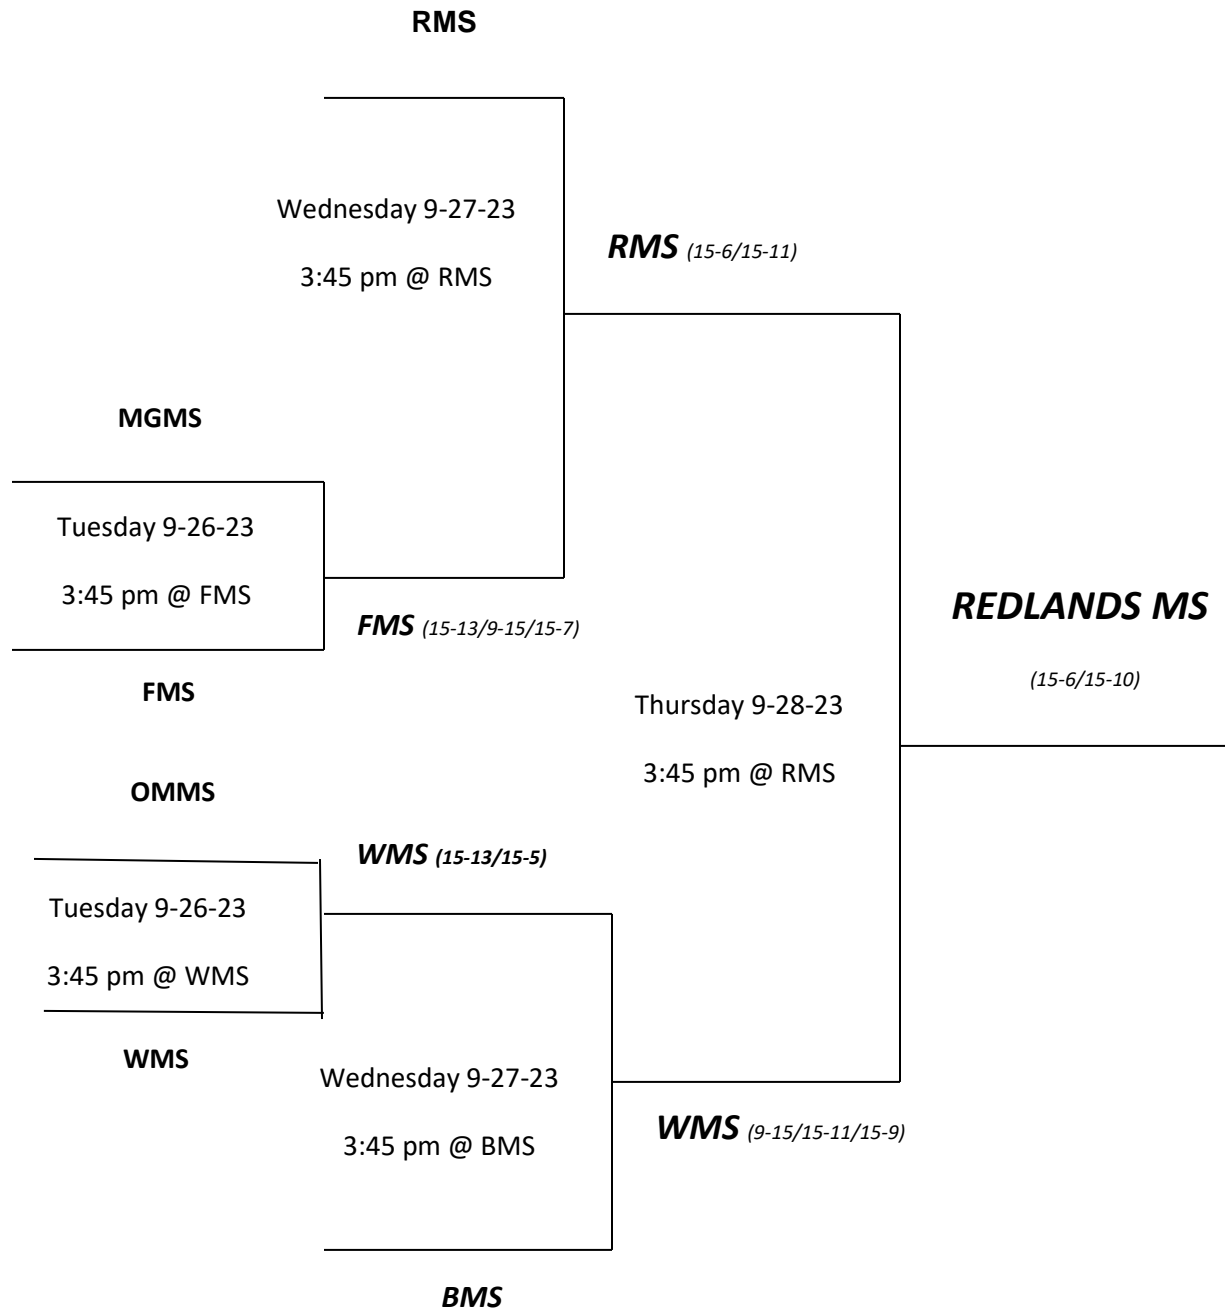 RMS
Wednesday 9-27-23
3:45 pm @ RMS
RMS (15-6/15-11)
MGMS
Tuesday 9-26-23
3:45 pm @ FMS
FMS (15-13/9-15/15-7)
FMS
REDLANDS MS
(15-6/15-10)
Thursday 9-28-23
3:45 pm @ RMS
OMMS
WMS (15-13/15-5)
Tuesday 9-26-23
3:45 pm @ WMS
WMS
Wednesday 9-27-23
3:45 pm @ BMS
WMS (9-15/15-11/15-9)
BMS